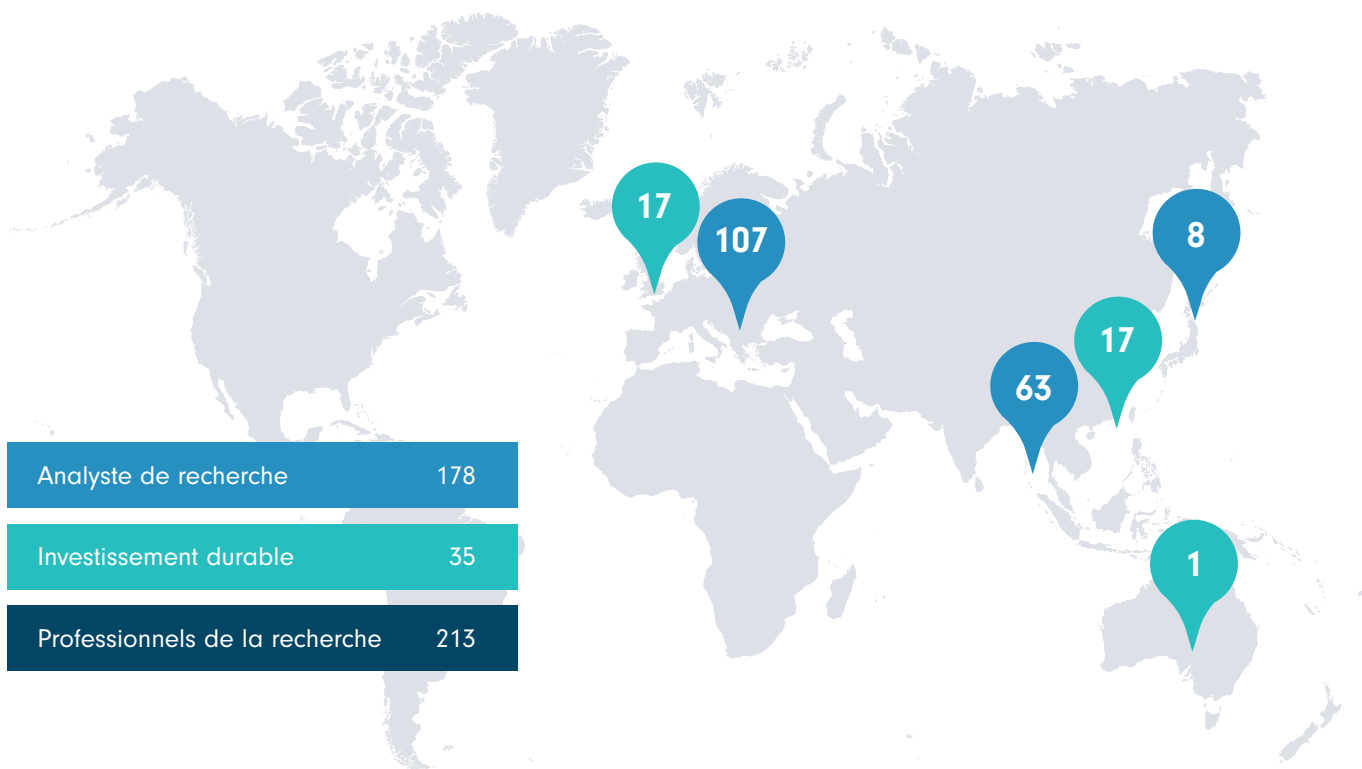 17
107
8
17
63
Analyste de recherche 178
Investissement durable 35
1
Professionnels de la recherche 213